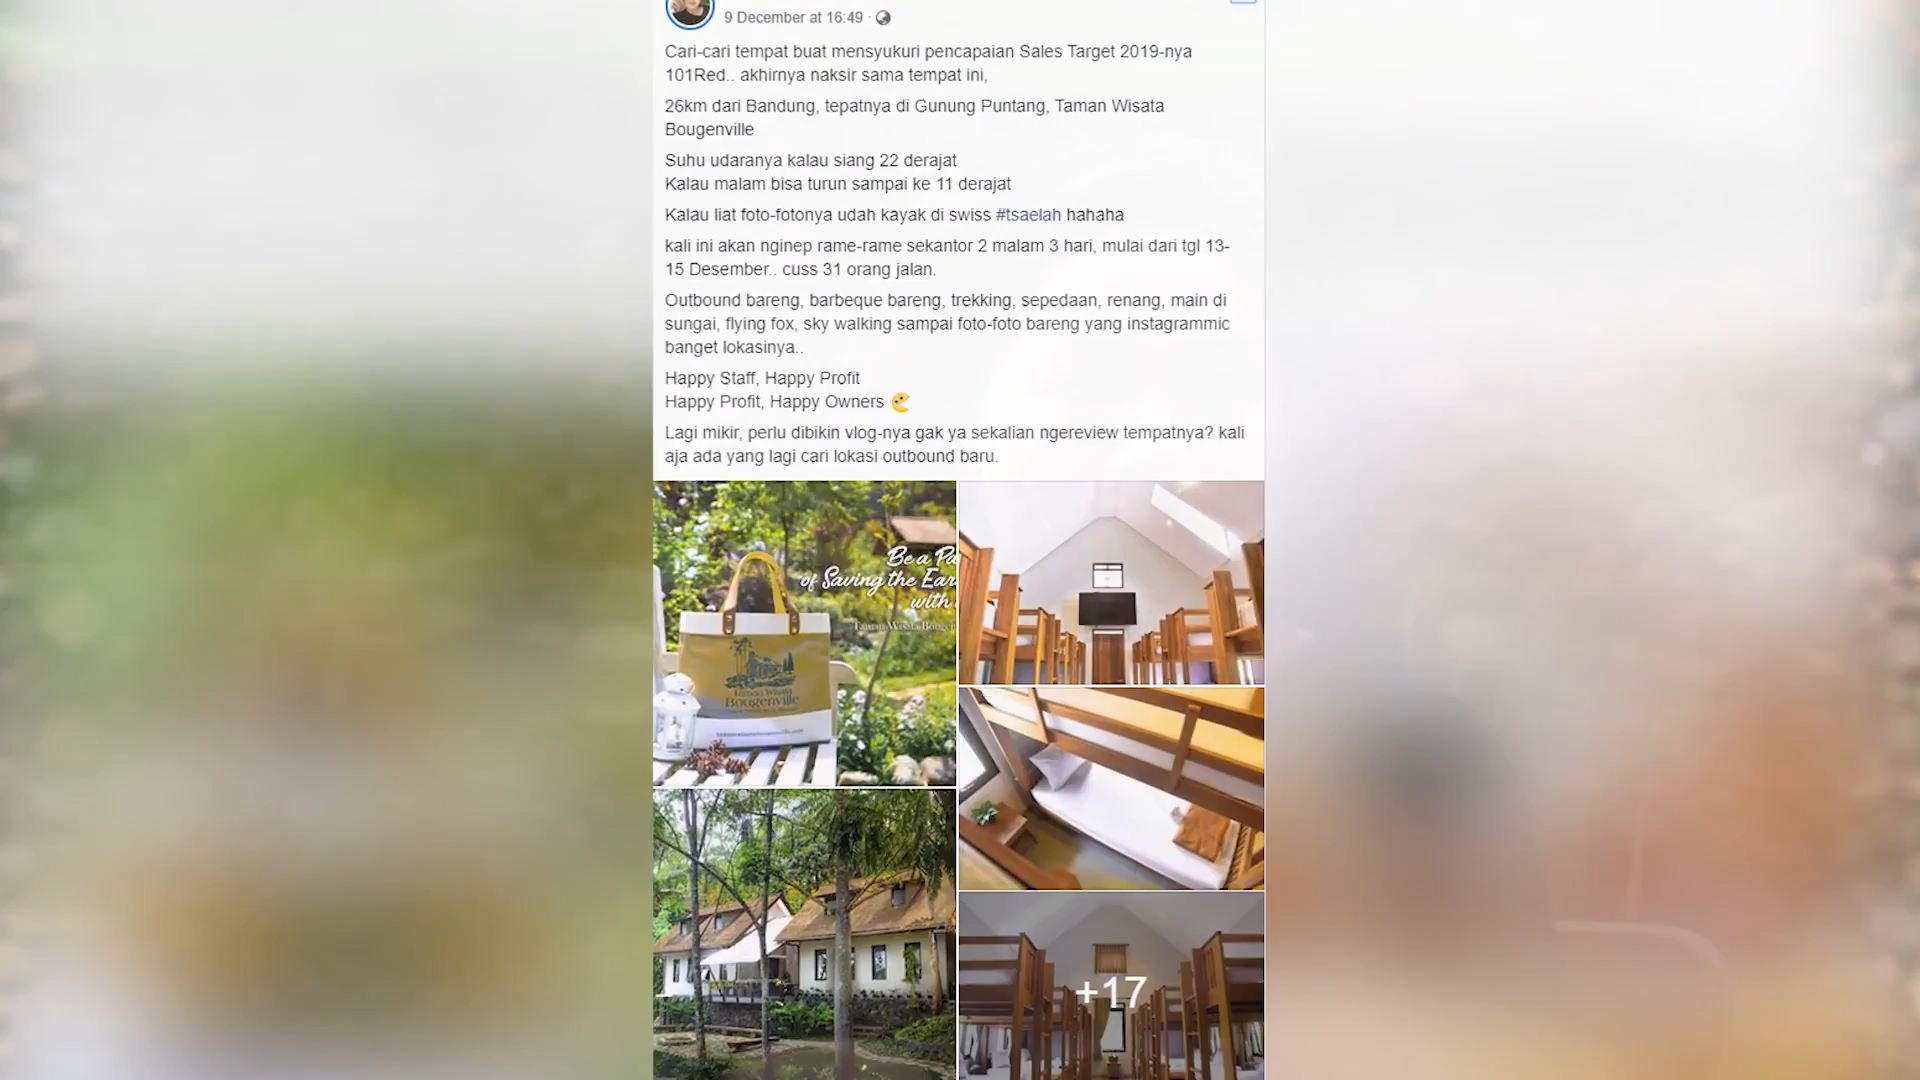 9 December at 16:49 ·
Cari-cari tempat buat mensyukuri pencapaian Sales Target 2019-nya
101Red.. akhirnya naksir sama tempat ini,
26km dari Bandung, tepatnya di Gunung Puntang, Taman Wisata
Bougenville
Suhu udaranya kalau siang 22 derajat
Kalau malam bisa turun sampai ke 11 derajat
Kalau liat foto-fotonya udah kayak di swiss #tsaelah hahaha
kali ini akan nginep rame-rame sekantor 2 malam 3 hari, mulai dari tgl 13-
15 Desember.. cuss 31 orang jalan.
Outbound bareng, barbeque bareng, trekking, sepedaan, renang, main di
sungai, flying fox, sky walking sampai foto-foto bareng yang instagrammic
banget lokasinya..
Happy Staff, Happy Profit
Happy Profit, Happy Owners
Lagi mikir, perlu dibikin vlog-nya gak ya sekalian ngereview tempatnya? kali
aja ada yang lagi cari lokasi outbound baru.
Be a Pa
of Saving the Ear
with
Taman Wisata Bougen
Taman Wisata
Bougenville
+17